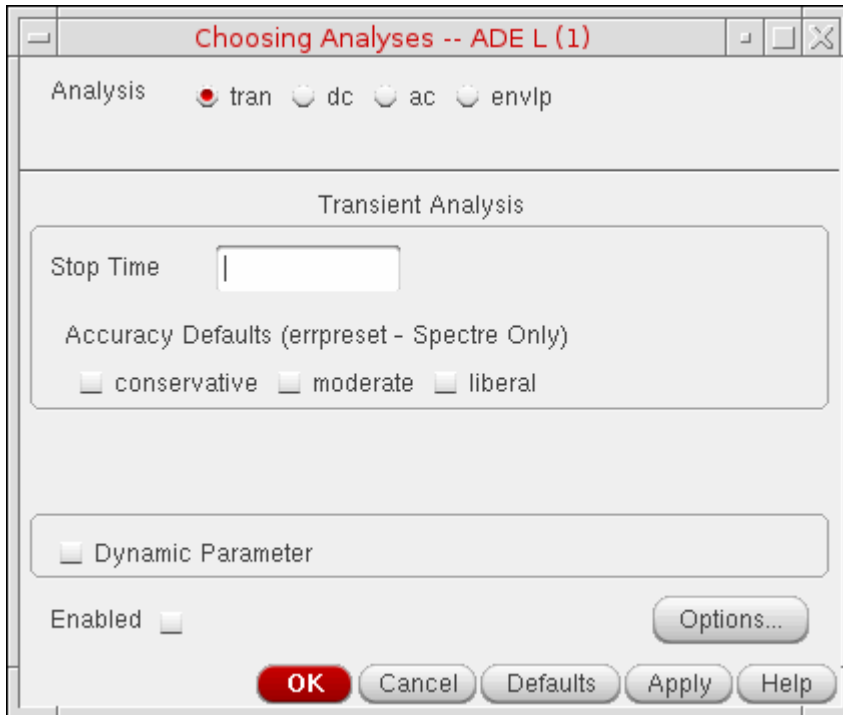 Choosing Analyses -- ADE L (1)
Analysis tran dc ac envlp
Transient Analysis
Stop Time
Accuracy Defaults (errpreset - Spectre Only)
conservative moderate liberal
Dynamic Parameter
Enabled Options...
OK Cancel Defaults Apply Help